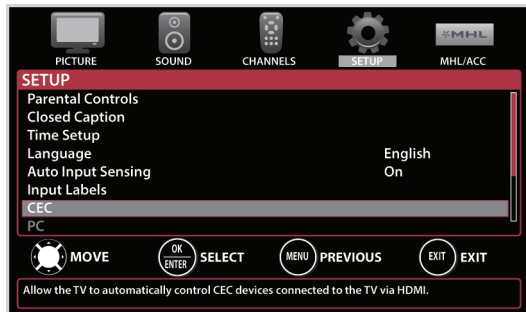 PICTURE SOUND CHANNELS SETUP MHL/ACC
MHL
SETUP
Parental Controls
Closed Caption
Time Setup
Language English
Auto Input Sensing On
Input Labels
CEC
PC
MOVE OK ENTER SELECT MENU PREVIOUS EXIT EXIT
Allow the TV to automatically control CEC devices connected to the TV via HDMI.